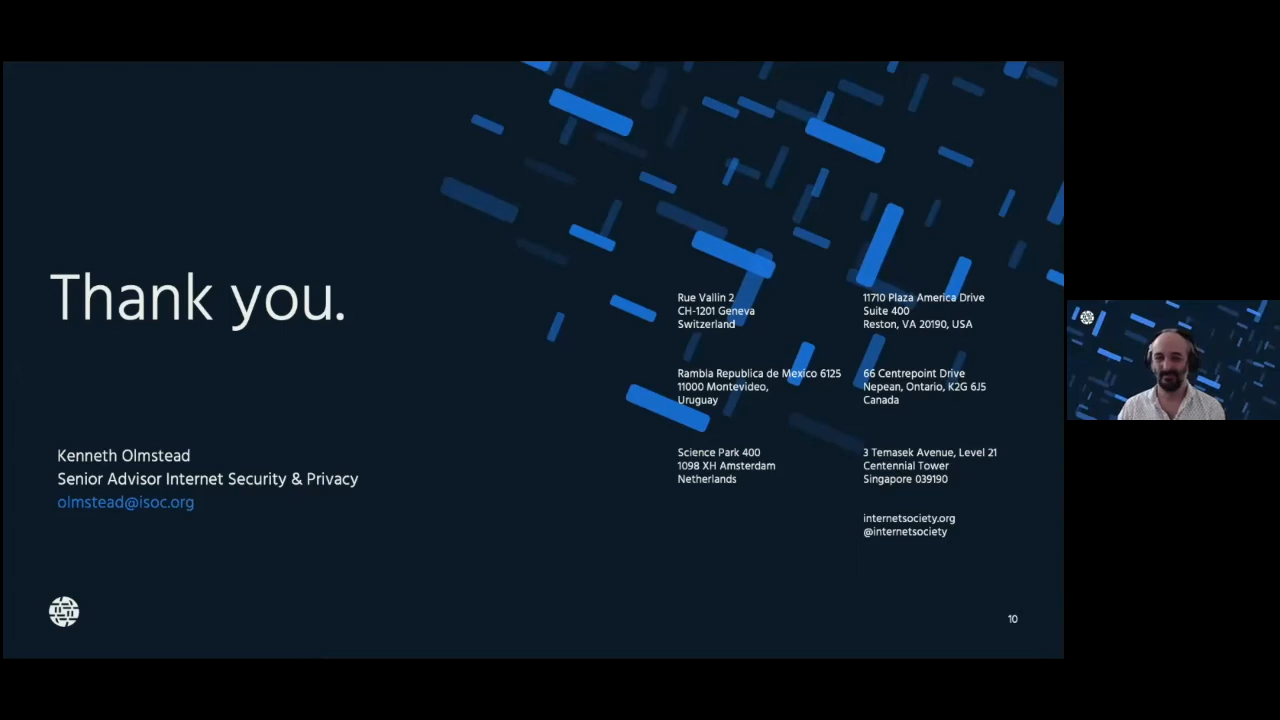 Thank you.
Kenneth Olmstead
Senior Advisor Internet Security & Privacy
olmstead@isoc.org
Rue Vallin 2
CH-1201 Geneva
Switzerland
11710 Plaza America Drive
Suite 400
Reston, VA 20190, USA
Rambla Republica de Mexico 6125
11000 Montevideo,
Uruguay
66 Centrepoint Drive
Nepean, Ontario, K2G 6J5
Canada
Science Park 400
1098 XH Amsterdam
Netherlands
3 Temasek Avenue, Level 21
Centennial Tower
Singapore 039190
internetsociety.org
@internetsociety
10